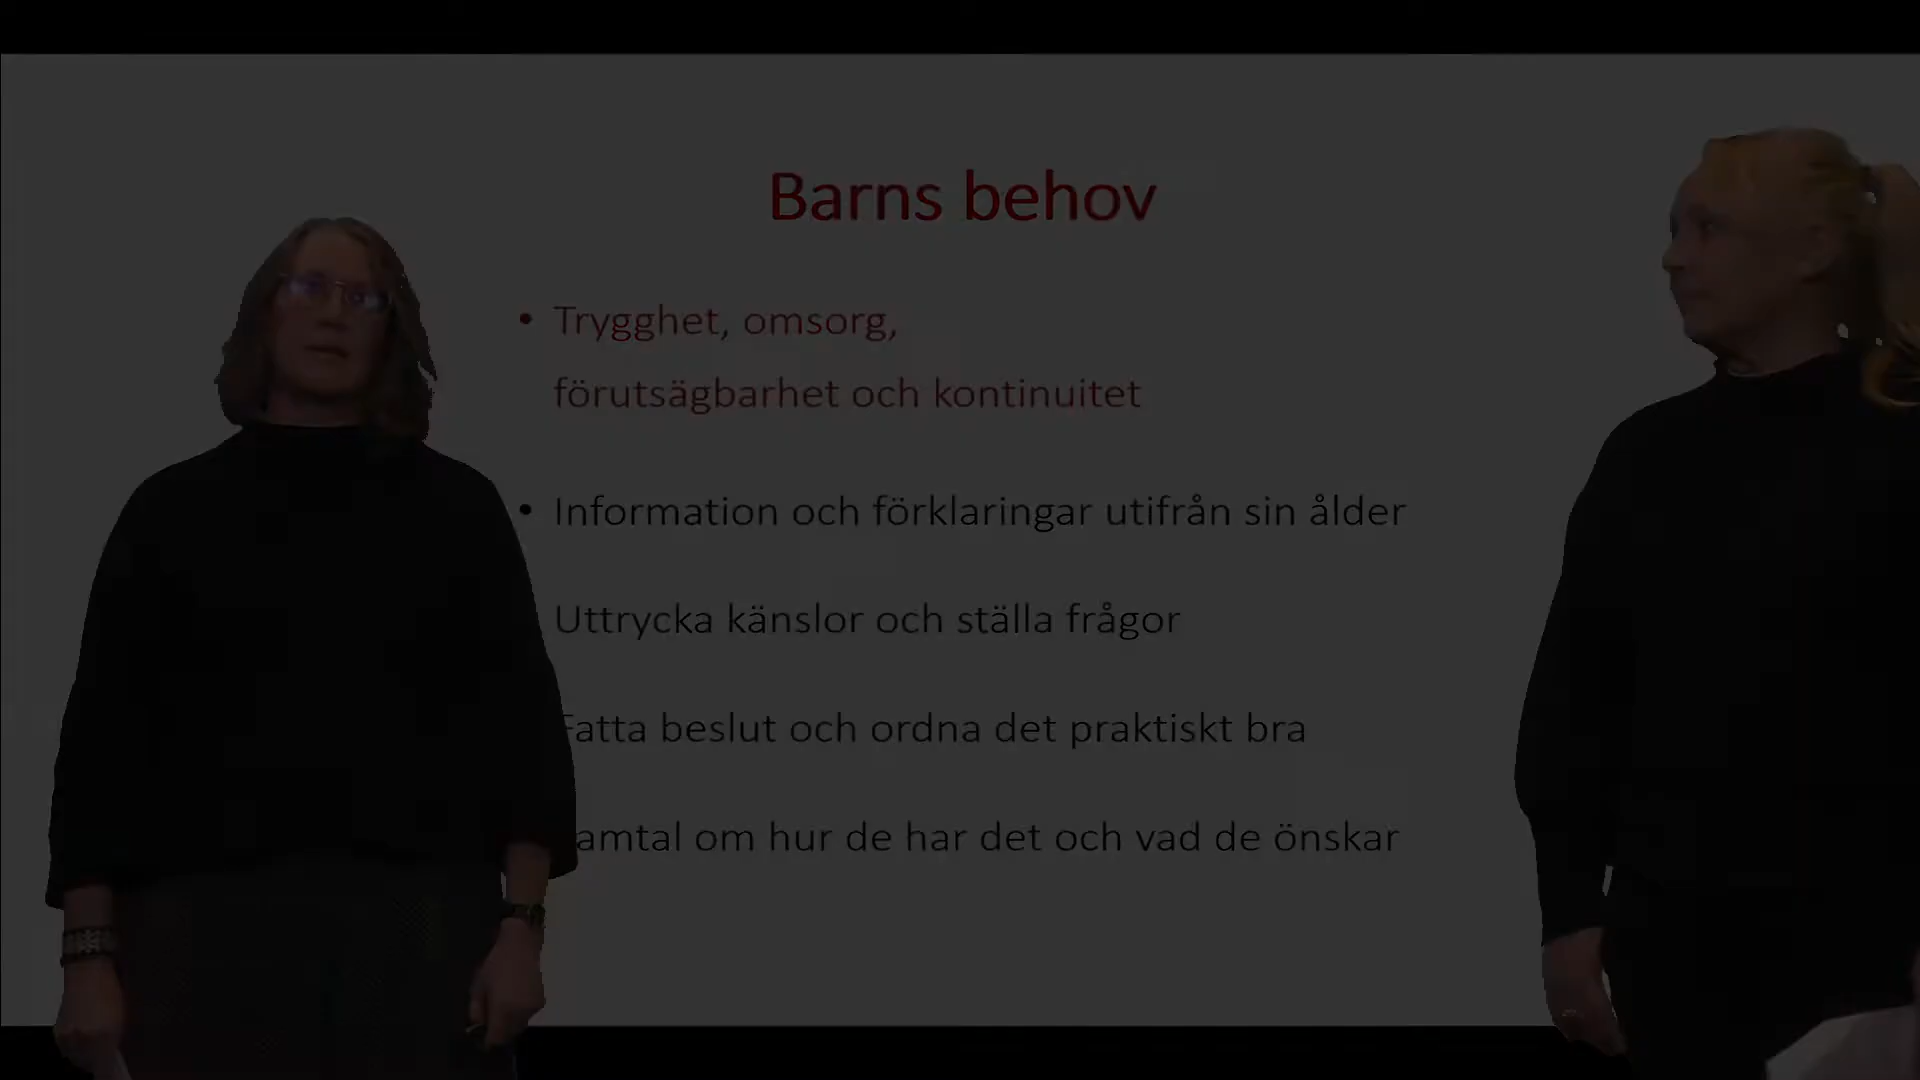 Barns behov
• Trygghet, omsorg,
förutsägbarhet och kontinuitet
• Information och förklaringar utifrån sin ålder
Uttrycka känslor och ställa frågor
Fatta beslut och ordna det praktiskt bra
amtal om hur de har det och vad de önskar